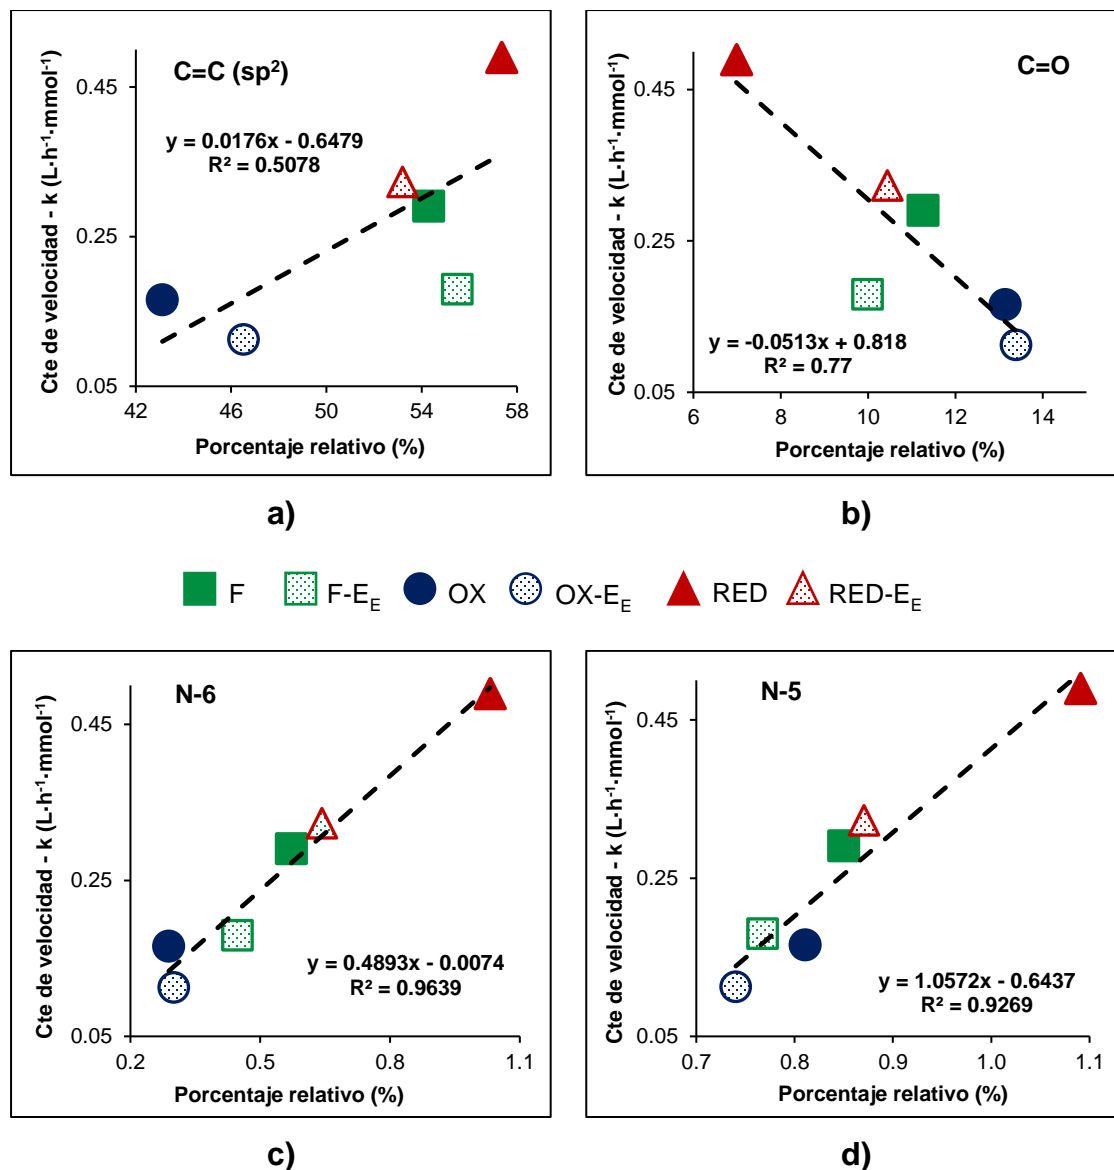 C=C (sp²)
y = 0.0176x - 0.6479
R² = 0.5078
Cte de velocidad - k (L·h⁻¹·mmol⁻¹)
0.45
0.25
0.05
42
46
50
54
58
Porcentaje relativo (%)
a)
C=O
y = -0.0513x + 0.818
R² = 0.77
Cte de velocidad - k (L·h⁻¹·mmol⁻¹)
0.45
0.25
0.05
6
8
10
12
14
Porcentaje relativo (%)
b)
F F-E_E OX OX-E_E RED RED-E_E
N-6
y = 0.4893x - 0.0074
R² = 0.9639
Cte de velocidad - k (L·h⁻¹·mmol⁻¹)
0.45
0.25
0.05
0.2
0.5
0.8
1.1
Porcentaje relativo (%)
c)
N-5
y = 1.0572x - 0.6437
R² = 0.9269
Cte de velocidad - k (L·h⁻¹·mmol⁻¹)
0.45
0.25
0.05
0.7
0.8
0.9
1.0
1.1
Porcentaje relativo (%)
d)